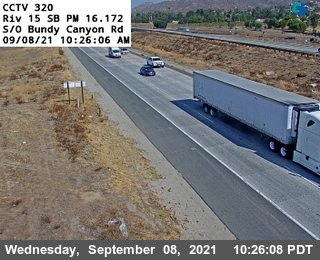 CCTV 320
Riv 15 SB PM 16.172
S/O Bundy Canyon Rd
09/08/21 10:26:06 AM
Wednesday, September 08, 2021 10:26:08 PDT